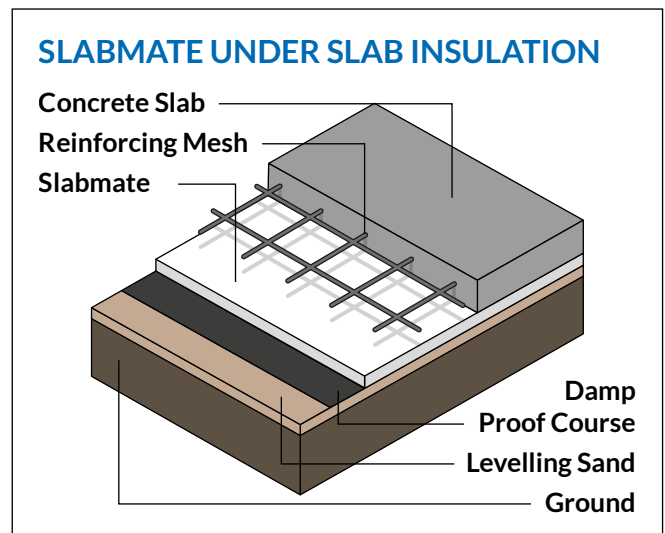 SLABMATE UNDER SLAB INSULATION
Concrete Slab
Reinforcing Mesh
Slabmate
Damp
Proof Course
Levelling Sand
Ground